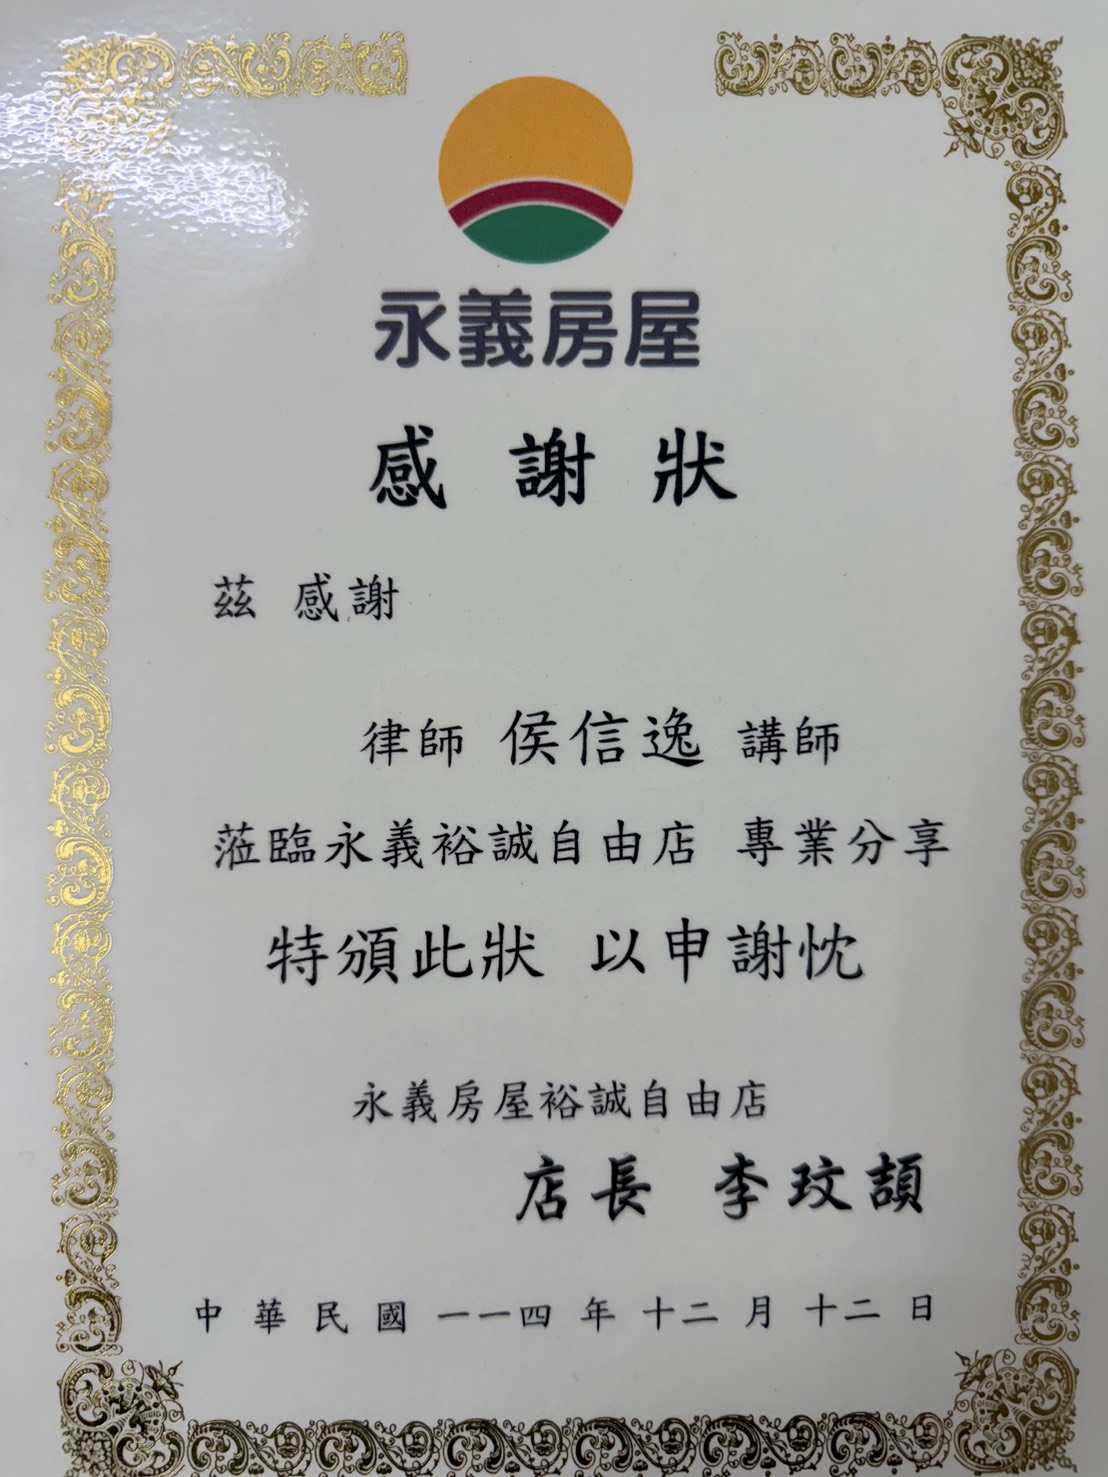 永義房屋
感謝狀
茲 感謝
律師 侯信逸 講師
蒞臨永義裕誠自由店 專業分享
特頒此狀 以申謝忱
永義房屋裕誠自由店
店長 李玟頡
中華民國 一一四年 十二月 十二日